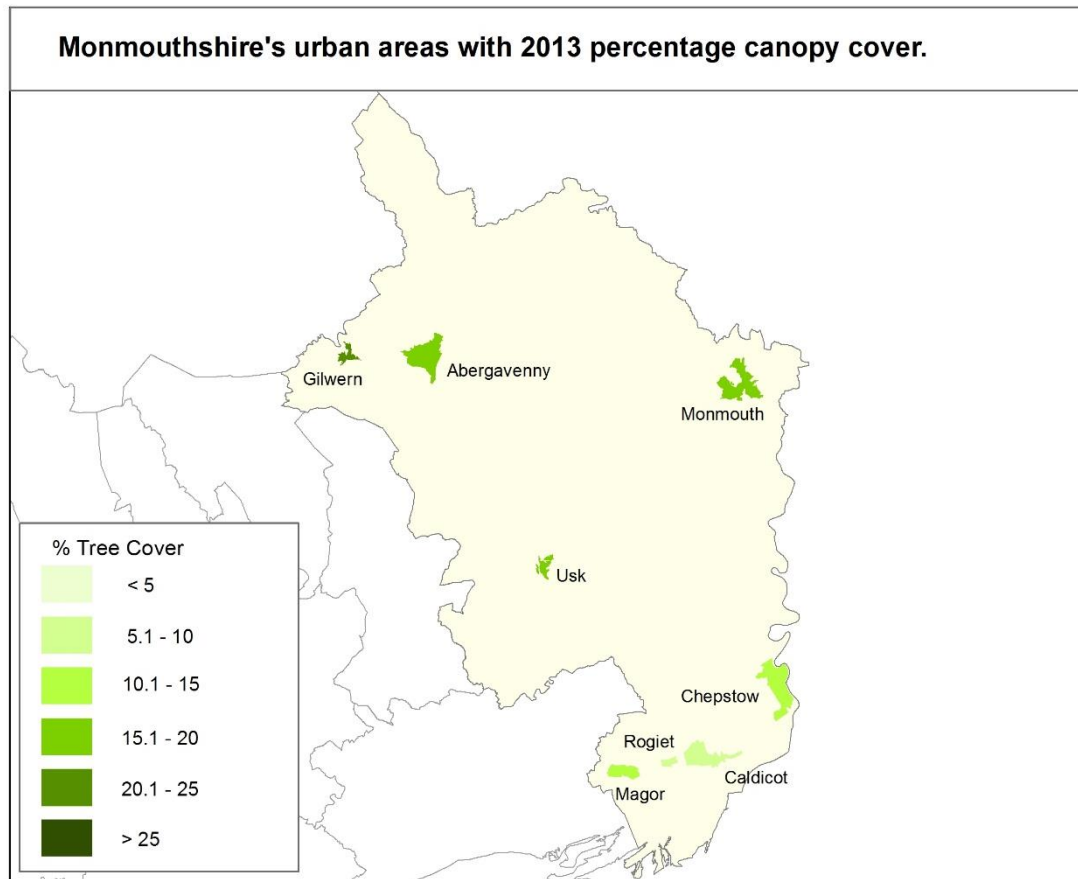 Monmouthshire's urban areas with 2013 percentage canopy cover.
Gilwern
Abergavenny
Monmouth
Usk
Chepstow
Rogiet
Caldicot
Magor
% Tree Cover
< 5
5.1 - 10
10.1 - 15
15.1 - 20
20.1 - 25
> 25